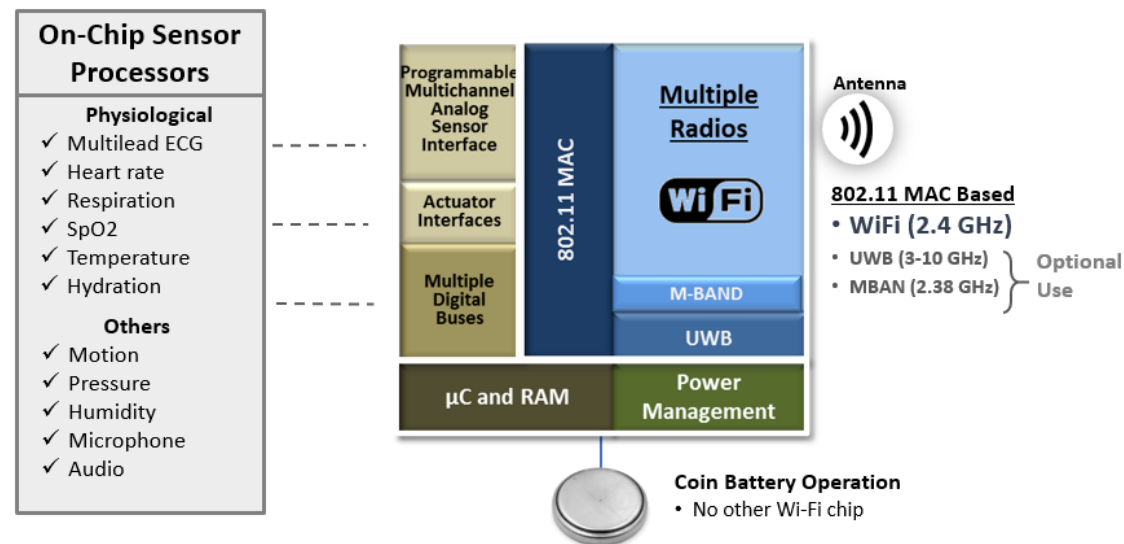 On-Chip Sensor
Processors
Physiological
✓ Multilead ECG
✓ Heart rate
✓ Respiration
✓ SpO2
✓ Temperature
✓ Hydration
Others
✓ Motion
✓ Pressure
✓ Humidity
✓ Microphone
✓ Audio
Programmable
Multichannel
Analog
Sensor
Interface
Actuator
Interfaces
Multiple
Digital
Buses
802.11 MAC
Multiple
Radios
Wi Fi
M-BAND
UWB
µC and RAM
Power
Management
Antenna
802.11 MAC Based
• WiFi (2.4 GHz)
• UWB (3-10 GHz)
• MBAN (2.38 GHz)
Optional
Use
Coin Battery Operation
• No other Wi-Fi chip